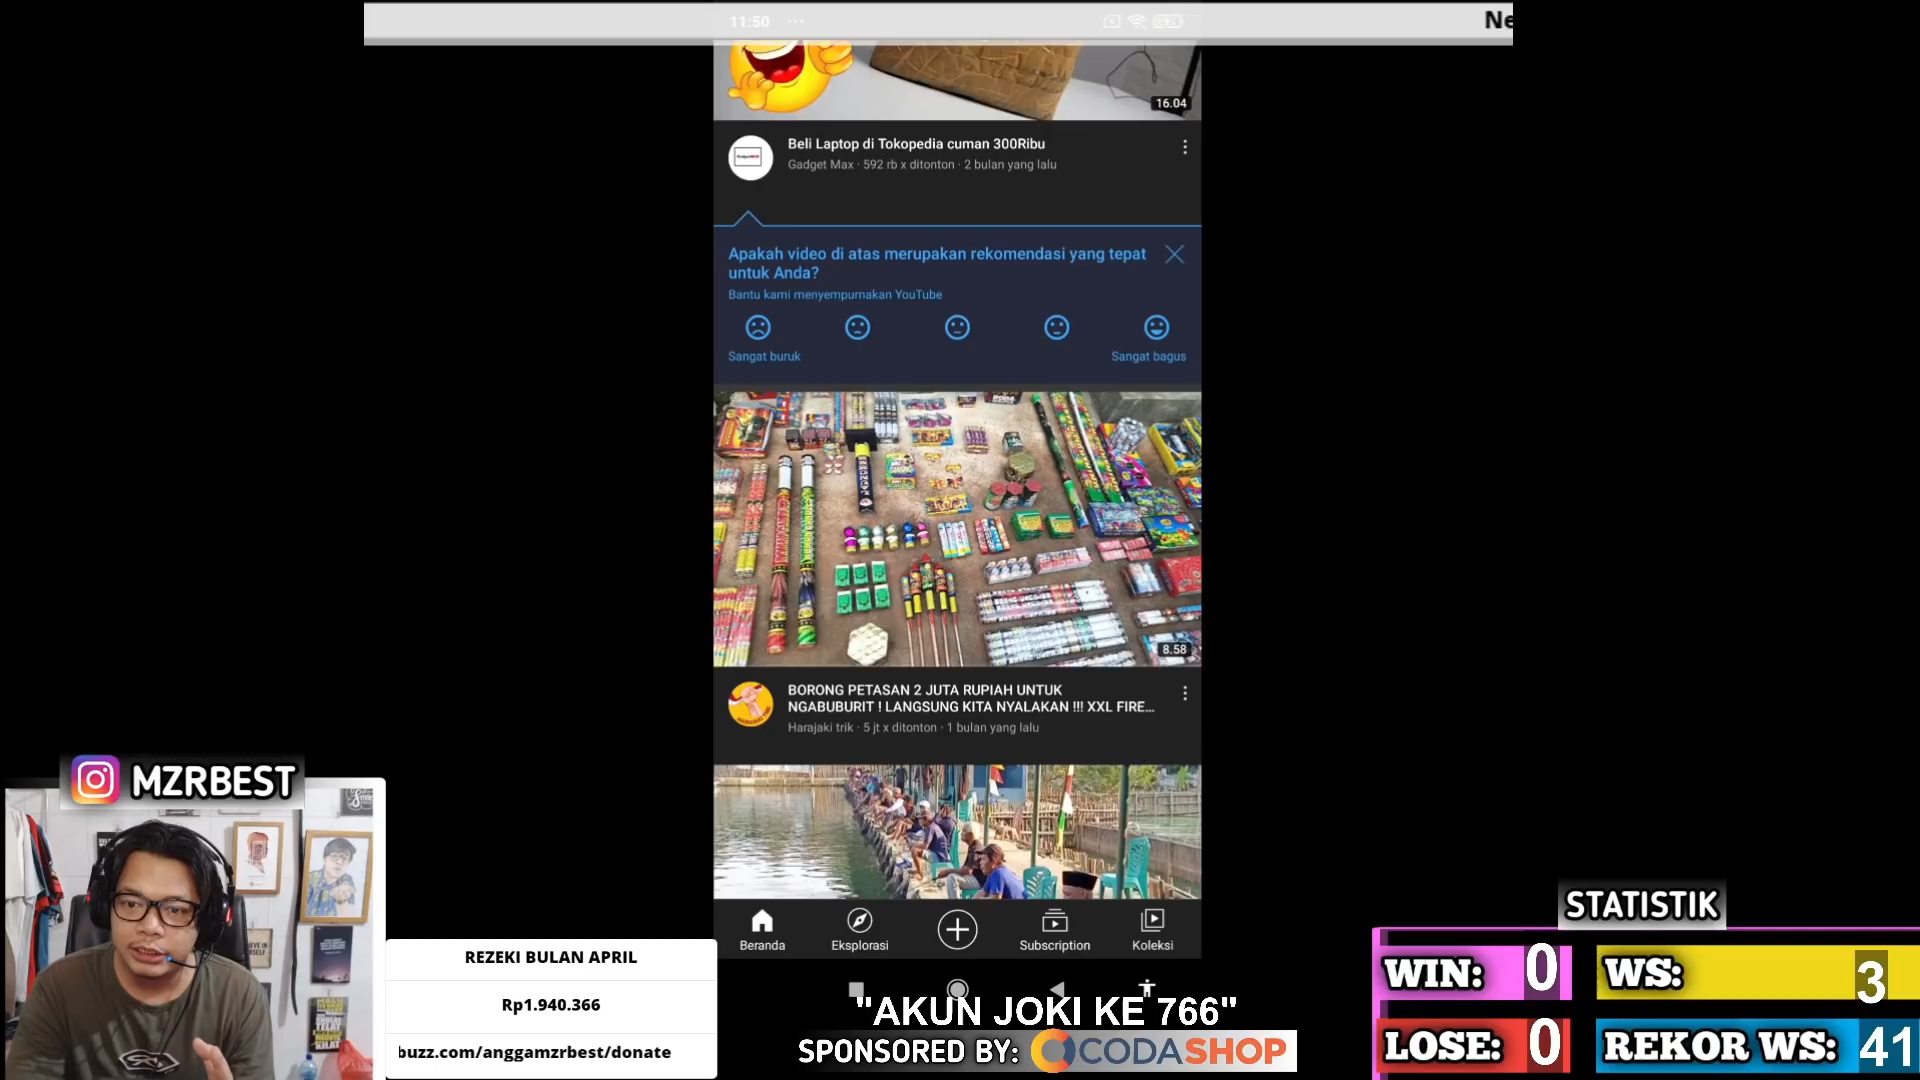 11:50
Ne
16.04
Beli Laptop di Tokopedia cuman 300Ribu
Gadget Max · 592 rb x ditonton · 2 bulan yang lalu
Apakah video di atas merupakan rekomendasi yang tepat
untuk Anda?
Bantu kami menyempurnakan YouTube
Sangat buruk
Sangat bagus
8.58
BORONG PETASAN 2 JUTA RUPIAH UNTUK
NGABUBURIT ! LANGSUNG KITA NYALAKAN !!! XXL FIRE...
Harajaki trik · 5 jt x ditonton · 1 bulan yang lalu
Beranda
Eksplorasi
Subscription
Koleksi
MZRBEST
REZEKI BULAN APRIL
Rp1.940.366
buzz.com/anggamzrbest/donate
"AKUN JOKI KE 766"
SPONSORED BY: CODASHOP
STATISTIK
WIN: 0
WS: 3
LOSE: 0
REKOR WS: 41